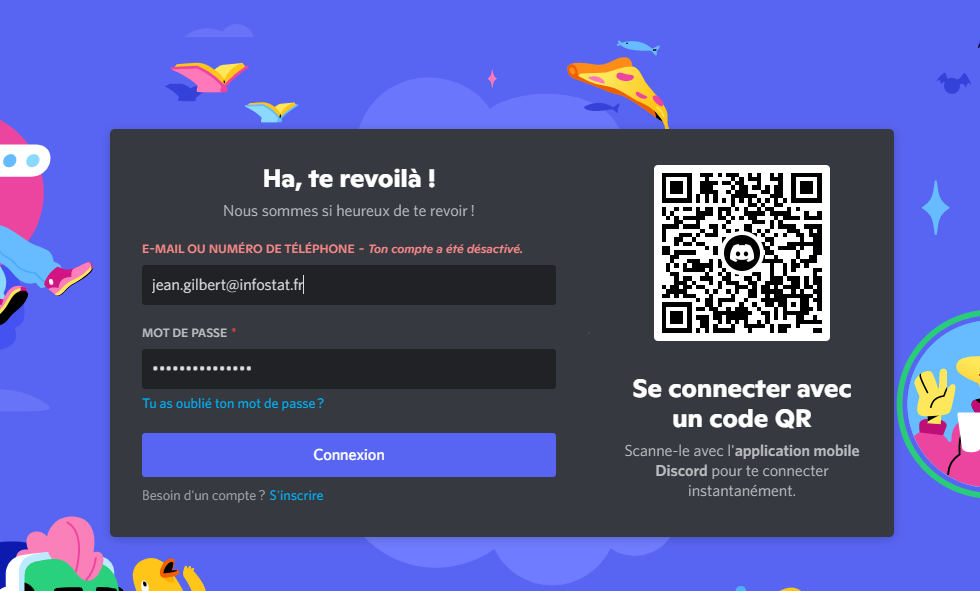 Ha, te revoilà !
Nous sommes si heureux de te revoir !
E-MAIL OU NUMÉRO DE TÉLÉPHONE - Ton compte a été désactivé.
jean.gilbert@infostat.fr
MOT DE PASSE *
•••••••••••••••
Tu as oublié ton mot de passe ?
Connexion
Besoin d'un compte ? S'inscrire
Se connecter avec
un code QR
Scanne-le avec l'application mobile
Discord pour te connecter
instantanément.